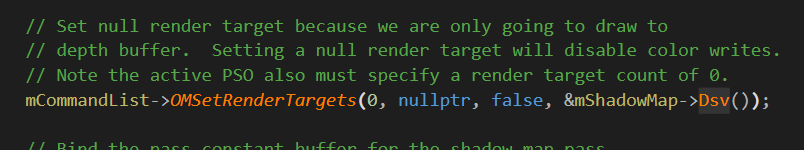 // Set null render target because we are only going to draw to
// depth buffer.  Setting a null render target will disable color writes.
// Note the active PSO also must specify a render target count of 0.
mCommandList->OMSetRenderTargets(0, nullptr, false, &mShadowMap->Dsv());
// Bind the pass constant buffer for the shadow map pass